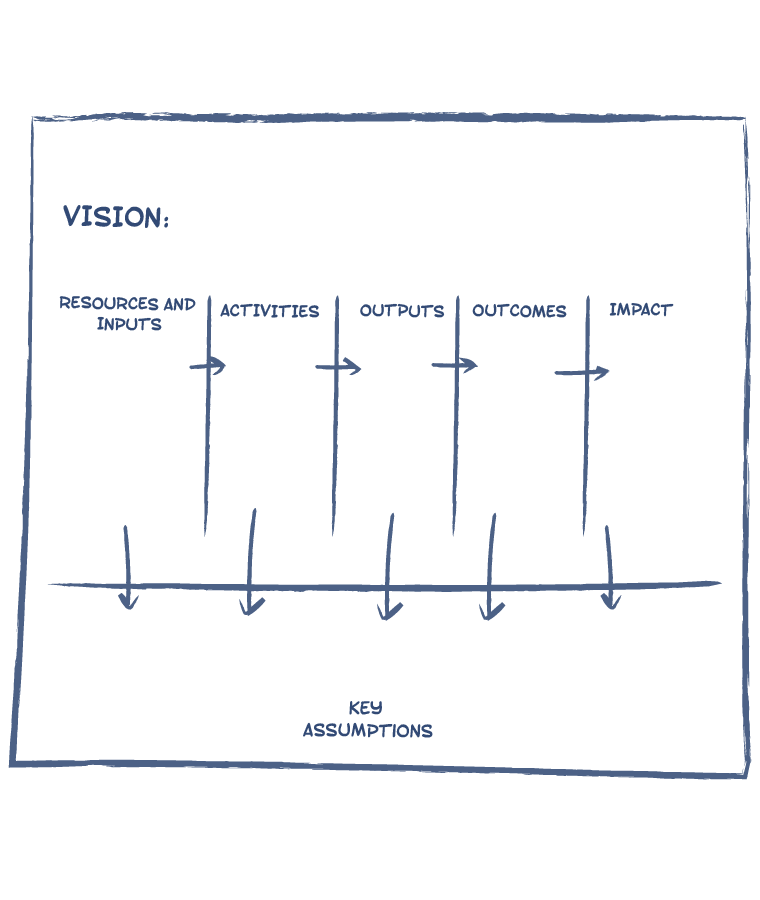 VISION:
RESOURCES AND
INPUTS
ACTIVITIES
OUTPUTS
OUTCOMES
IMPACT
KEY
ASSUMPTIONS